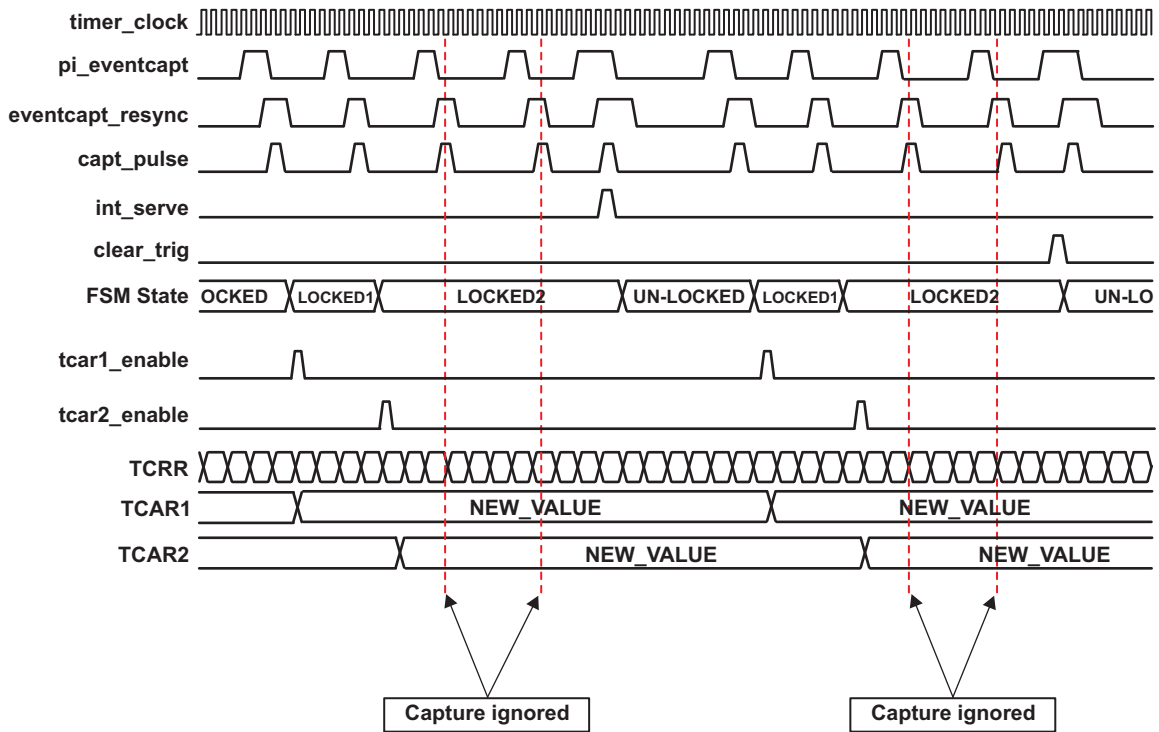 timer_clock
pi_eventcapt
eventcapt_resync
capt_pulse
int_serve
clear_trig
FSM State OCKED LOCKED1 LOCKED2 UN-LOCKED LOCKED1 LOCKED2 UN-LO
tcar1_enable
tcar2_enable
TCRR
TCAR1 NEW_VALUE NEW_VALUE
TCAR2 NEW_VALUE NEW_VALUE
Capture ignored Capture ignored